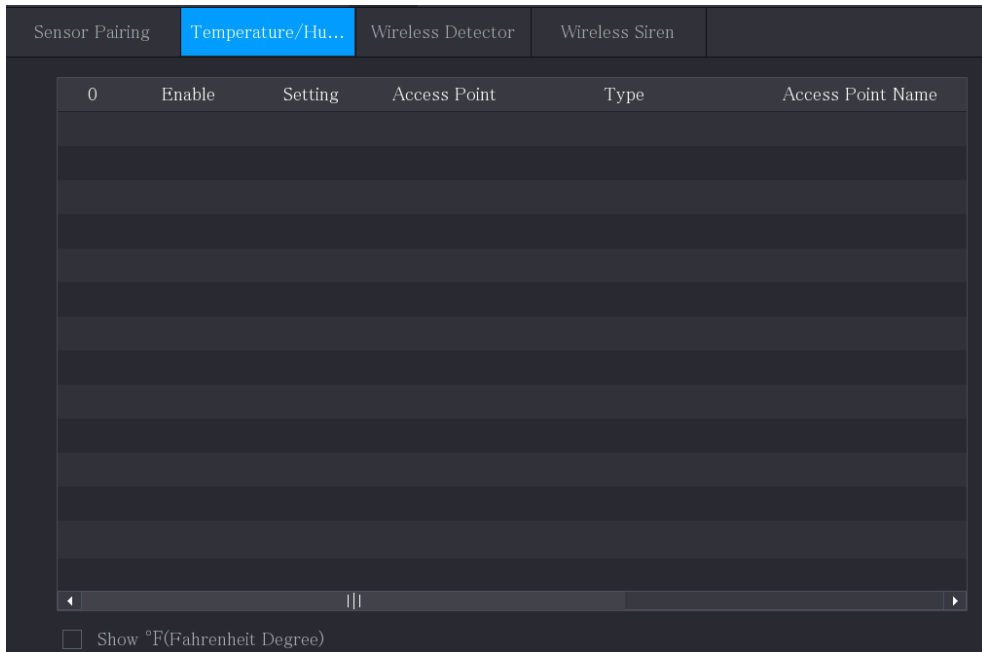 Sensor Pairing Temperature/Hu... Wireless Detector Wireless Siren
0 Enable Setting Access Point Type Access Point Name
Show °F(Fahrenheit Degree)